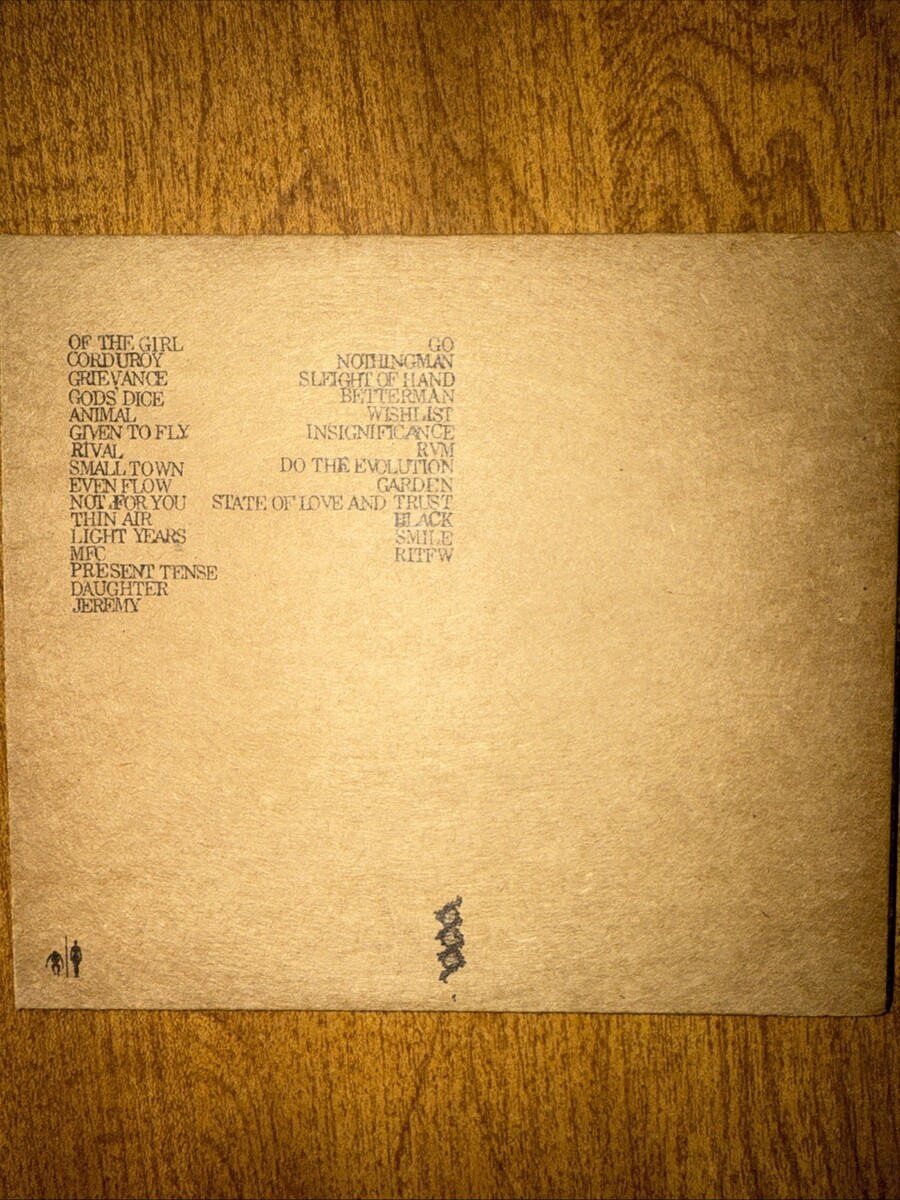 OF THE GIRL
CORDUROY
GRIEVANCE
GODS' DICE
ANIMAL
GIVEN TO FLY
RIVAL
SMALL TOWN
EVEN FLOW
NOT FOR YOU
THIN AIR
LIGHT YEARS
MFC
PRESENT TENSE
DAUGHTER
JEREMY
GO
NOTHINGMAN
SLEIGHT OF HAND
BETTERMAN
WISHLIST
INSIGNIFICANCE
RVM
DO THE EVOLUTION
GARDEN
STATE OF LOVE AND TRUST
BLACK
SMILE
RITFW